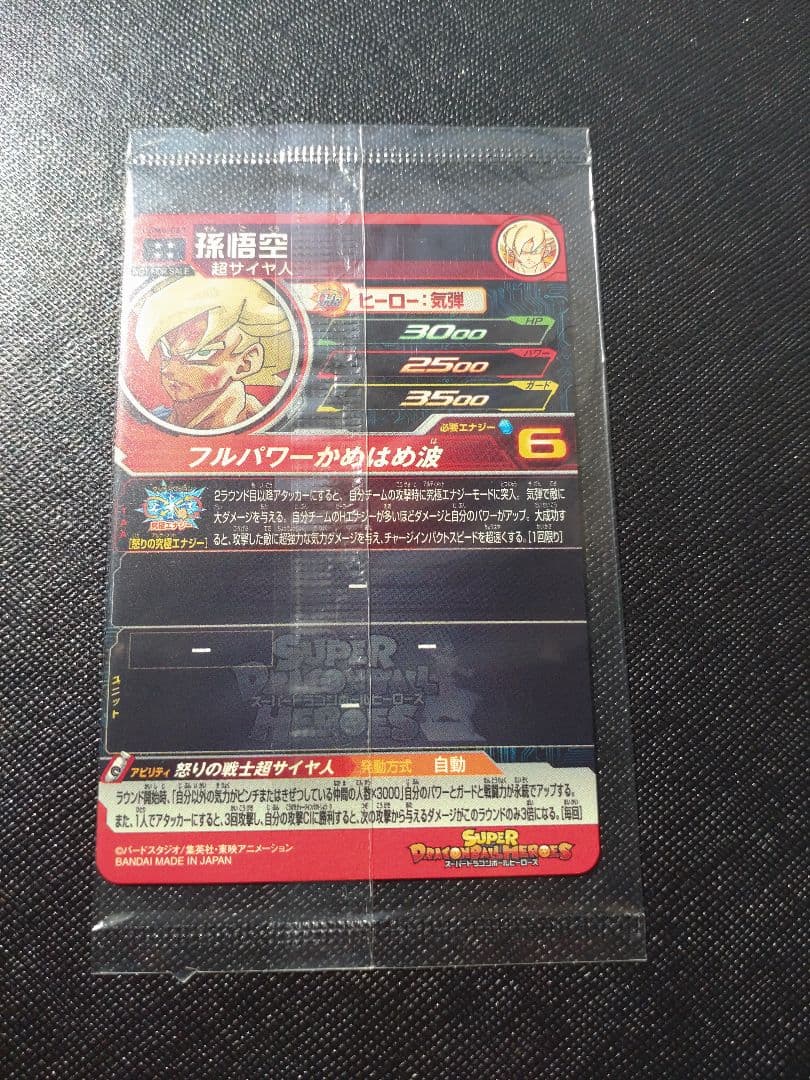 孫悟空
そん ご くう
超サイヤ人
NOT FOR SALE
ヒーロー:気弾
HP
3000
パワー
2500
ガード
3500
必要エナジー 6
フルパワーかめはめ波
究極エナジー
[怒りの究極エナジー]
2ラウンド目以降アタッカーにすると、自分チームの攻撃時に究極エナジーモードに突入。気弾で敵に
大ダメージを与える。自分チームのHエナジーが多いほどダメージと自分のパワーがアップ。大成功す
ると、攻撃した敵に超強力な気力ダメージを与え、チャージインパクトスピードを超速くする。[1回限り]
ー
ー ー
ユニット
ー
SUPER
DRAGONBALL
スーパードラゴンボールヒーローズ
HEROES
アビリティ 怒りの戦士超サイヤ人 発動方式 自動
ラウンド開始時、「自分以外の気力がピンチまたはきぜつしている仲間の人数×3000」自分のパワーとガードと戦闘力が永続でアップする。
また、1人でアタッカーにすると、3回攻撃し、自分の攻撃CIに勝利すると、次の攻撃から与えるダメージがこのラウンドのみ3倍になる。[毎回]
©バードスタジオ/集英社・東映アニメーション
BANDAI MADE IN JAPAN
SUPER
DRAGONBALL HEROES
スーパードラゴンボールヒーローズ